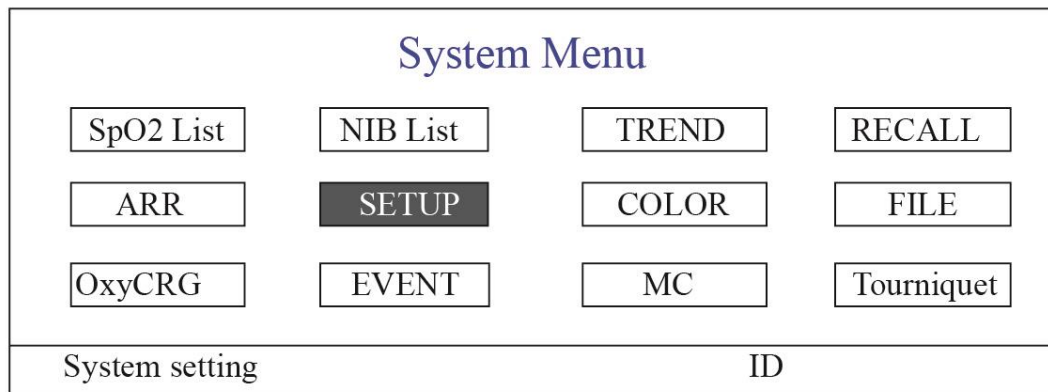 System Menu
SpO2 List NIB List TREND RECALL
ARR SETUP COLOR FILE
OxyCRG EVENT MC Tourniquet
System setting ID